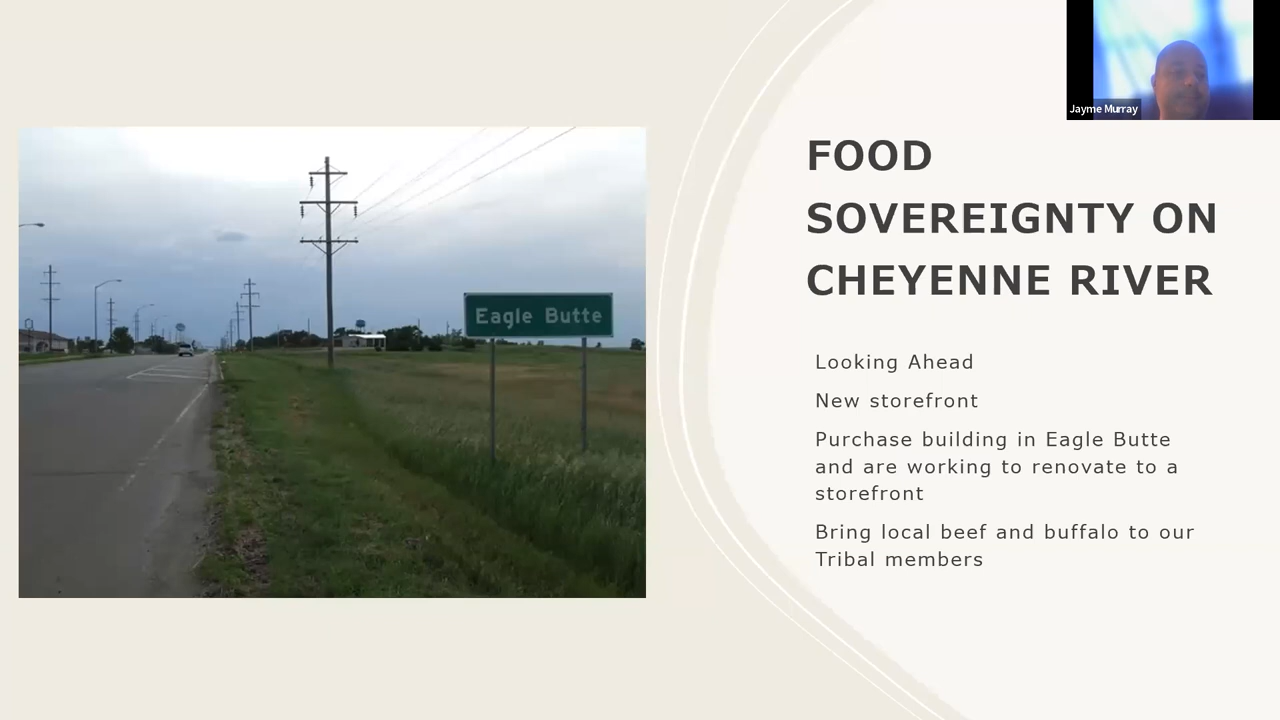 Jayme Murray
FOOD
SOVEREIGNTY ON
CHEYENNE RIVER
Eagle Butte
Looking Ahead
New storefront
Purchase building in Eagle Butte
and are working to renovate to a
storefront
Bring local beef and buffalo to our
Tribal members